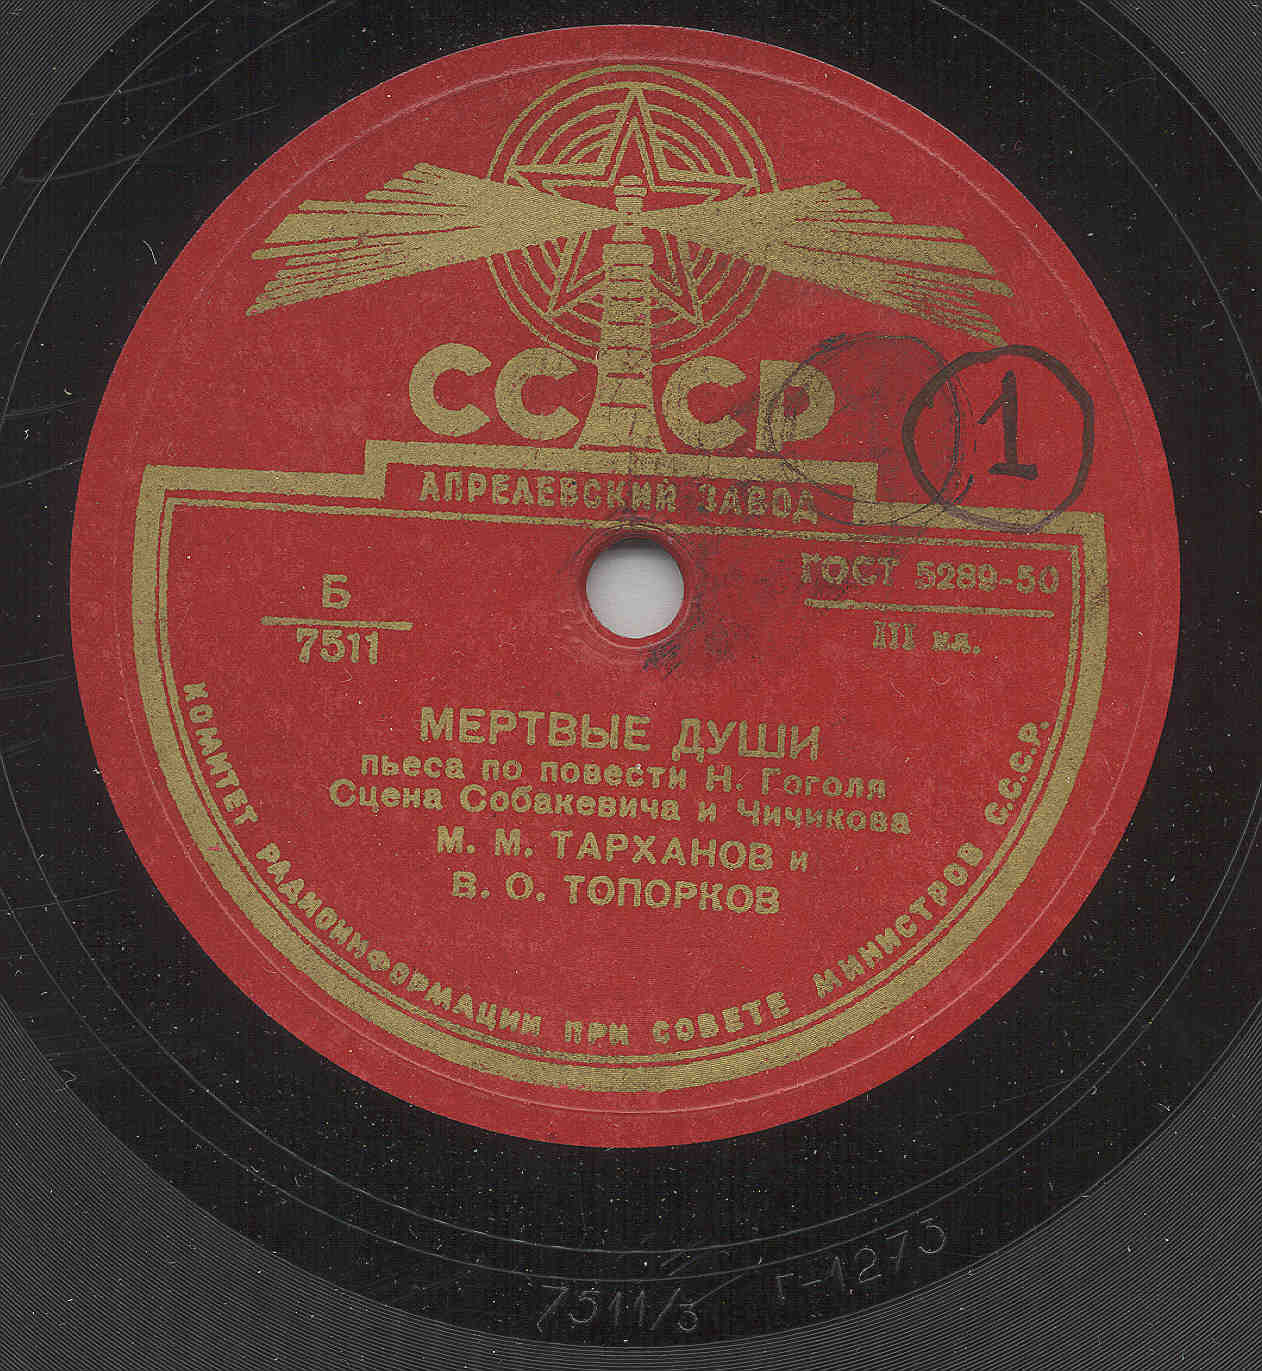 СССР
АПРЕЛЕВСКИЙ ЗАВОД
1
Б
7511
ГОСТ 5289-50
III кл.
МЕРТВЫЕ ДУШИ
пьеса по повести Н. Гоголя
Сцена Собакевича и Чичикова
М. М. ТАРХАНОВ и
В. О. ТОПОРКОВ
КОМИТЕТ РАДИОИНФОРМАЦИИ ПРИ СОВЕТЕ МИНИСТРОВ С.С.С.Р.
7511/3 г-1273